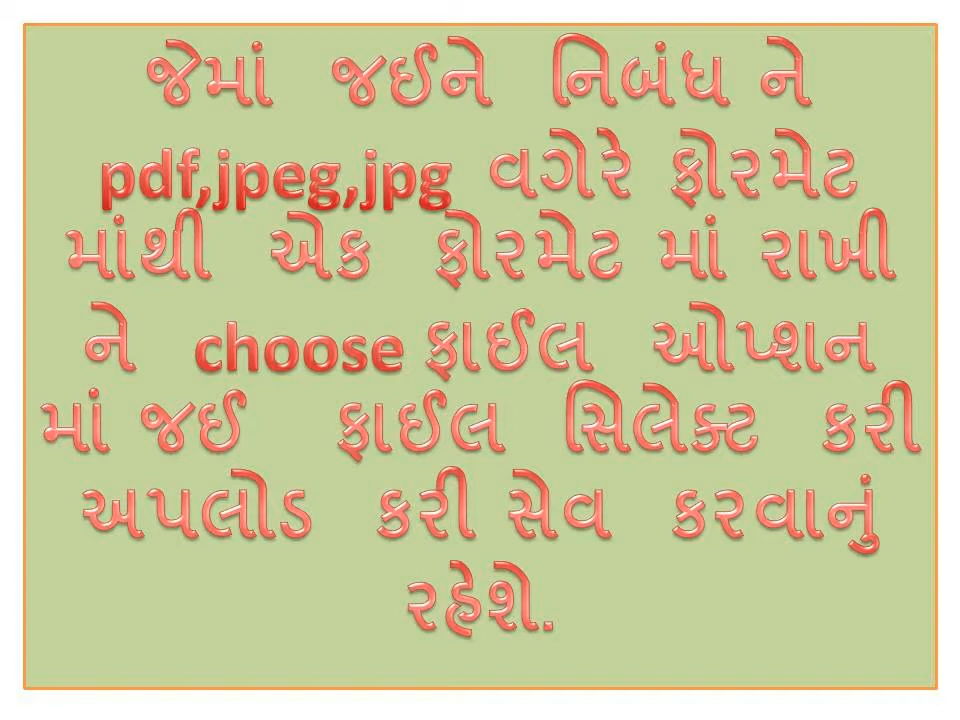 જેમાં જઈને નિબંધ ને
pdf,jpeg,jpg વગેરે ફોરમેટ
માંથી એક ફોરમેટ માં રાખી
ને choose ફાઈલ ઓપ્શન
માં જઈ ફાઈલ સિલેક્ટ કરી
અપલોડ કરી સેવ કરવાનું
રહેશે.